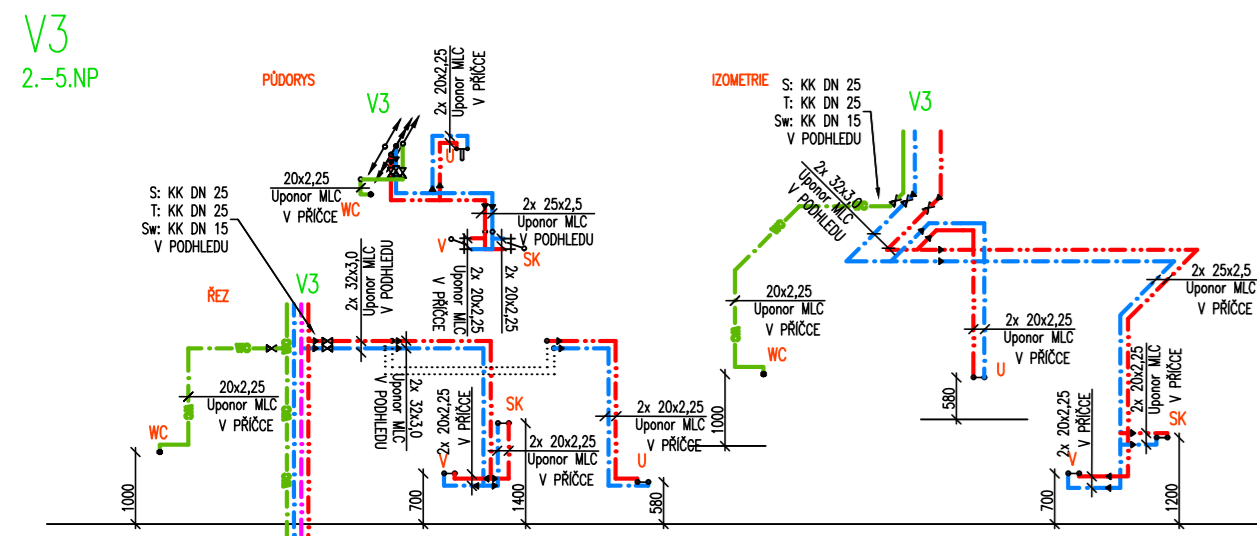 V3
2.-5.NP
PŮDORYS
V3
2x 20x2,25
Uponor MLC
V PŘÍČCE
U
20x2,25
Uponor MLC
V PŘÍČCE
WC
2x 25x2,5
Uponor MLC
V PODHLEDU
V
SK
2x 20x2,25
Uponor MLC
V PŘÍČCE
2x 20x2,25
S: KK DN 25
T: KK DN 25
Sw: KK DN 15
V PODHLEDU
ŘEZ
V3
2x 32x3,0
Uponor MLC
V PODHLEDU
20x2,25
Uponor MLC
V PŘÍČCE
WC
1000
2x 32x3,0
Uponor MLC
V PODHLEDU
2x 20x2,25
V PŘÍČCE
V
SK
2x 20x2,25
Uponor MLC
V PŘÍČCE
700
1400
2x 20x2,25
Uponor MLC
V PŘÍČCE
U
580
IZOMETRIE
S: KK DN 25
T: KK DN 25
Sw: KK DN 15
V PODHLEDU
V3
2x 32x3,0
Uponor MLC
V PODHLEDU
20x2,25
Uponor MLC
V PŘÍČCE
WC
1000
2x 20x2,25
Uponor MLC
V PŘÍČCE
U
580
2x 25x2,5
Uponor MLC
V PŘÍČCE
2x 20x2,25
Uponor MLC
V PŘÍČCE
SK
2x 20x2,25
V PŘÍČCE
V
700
1200